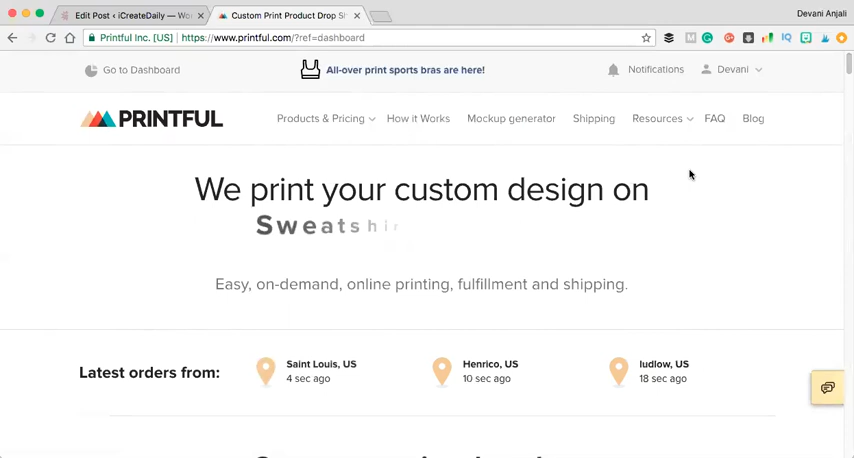 Devani Anjali
Edit Post ‹ iCreateDaily — Wor
Custom Print Product Drop Sh
Printful Inc. [US] https://www.printful.com/?ref=dashboard
Go to Dashboard
All-over print sports bras are here!
Notifications
Devani
PRINTFUL
Products & Pricing
How it Works
Mockup generator
Shipping
Resources
FAQ
Blog
We print your custom design on
Sweatshir
Easy, on-demand, online printing, fulfillment and shipping.
Latest orders from:
Saint Louis, US
4 sec ago
Henrico, US
10 sec ago
ludlow, US
18 sec ago